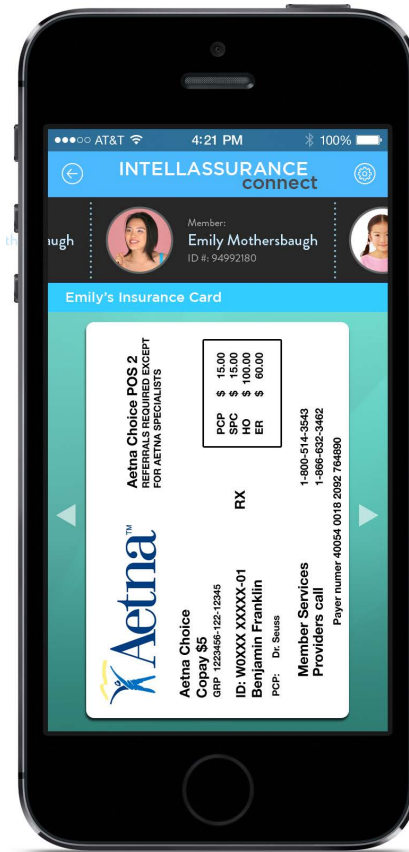 ●●●○○ AT&T 4:21 PM 100%
INTELLASSURANCE
connect
augh
Member:
Emily Mothersbaugh
ID #: 94992180
Emily's Insurance Card
Aetna™
Aetna Choice POS 2
REFERRALS REQUIRED EXCEPT
FOR AETNA SPECIALISTS
Aetna Choice
Copay $5
GRP 1223456-122-12345
PCP $ 15.00
SPC $ 15.00
HO $ 100.00
ER $ 60.00
ID: W0XXX XXXXX-01 RX
Benjamin Franklin
PCP: Dr. Seuss
Member Services 1-800-514-3543
Providers call 1-866-632-3462
Payer numer 40054 0018 2092 764890